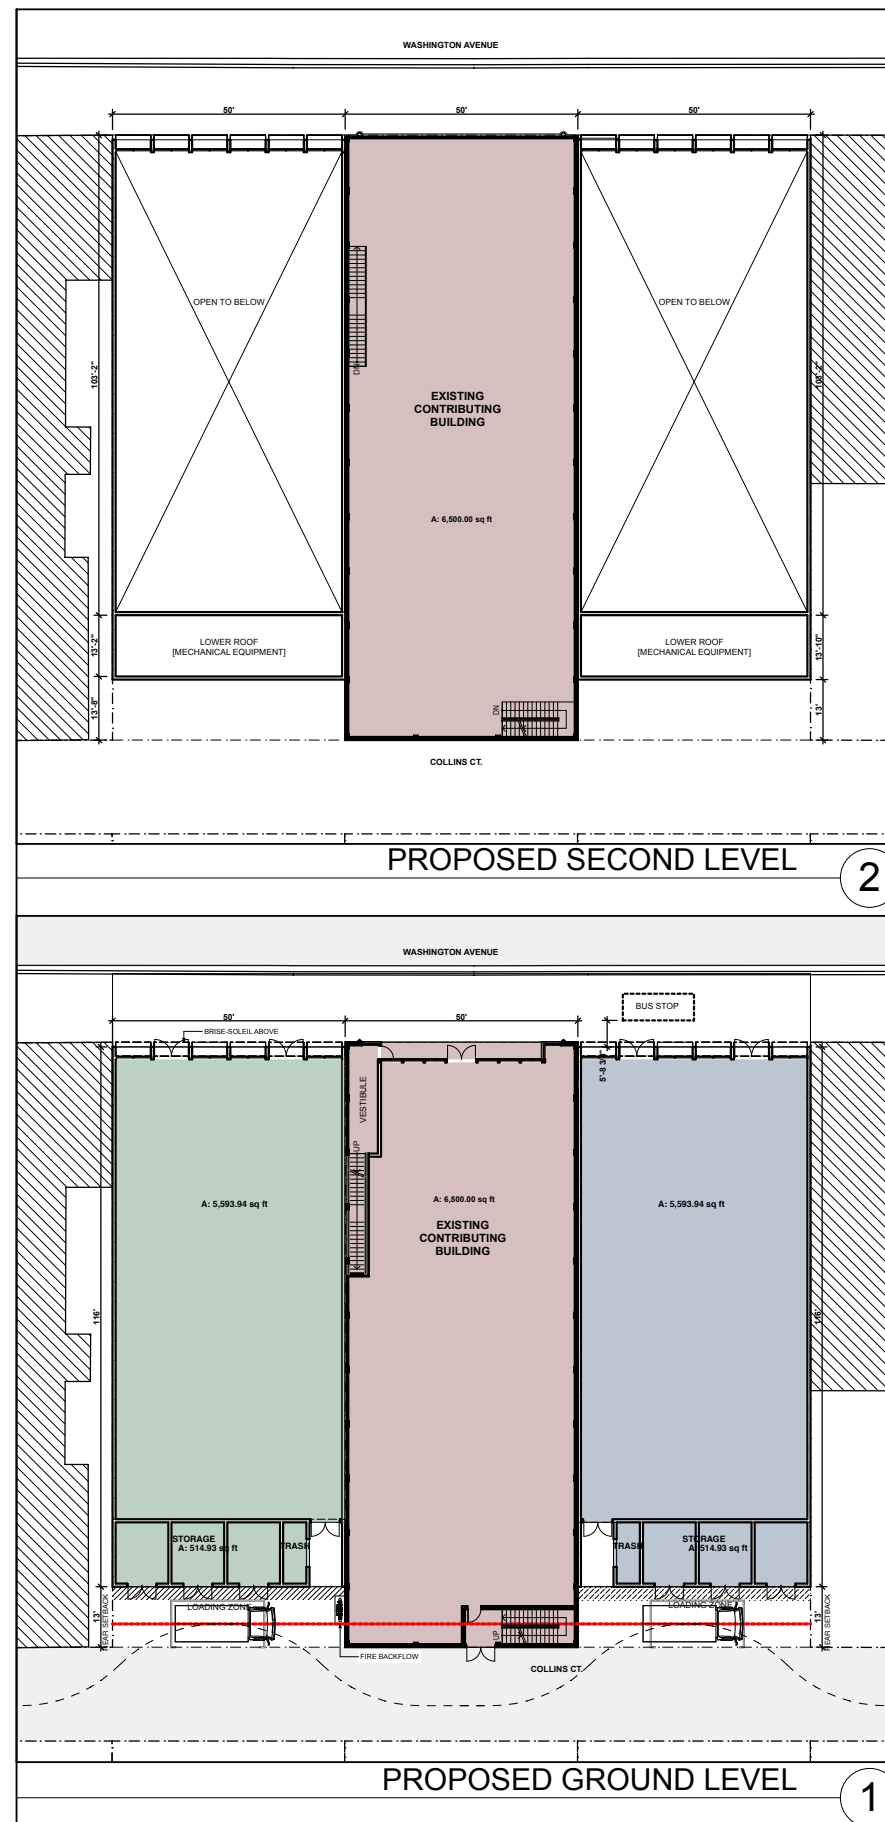 WASHINGTON AVENUE
50'
50'
50'
OPEN TO BELOW
OPEN TO BELOW
DN
103'-2"
103'-2"
EXISTING
CONTRIBUTING
BUILDING
A: 6,500.00 sq ft
LOWER ROOF
[MECHANICAL EQUIPMENT]
LOWER ROOF
[MECHANICAL EQUIPMENT]
13'-2"
13'-10"
13'-8"
13'
DN
COLLINS CT.
PROPOSED SECOND LEVEL
2
WASHINGTON AVENUE
BUS STOP
50'
50'
BRISE-SOLEIL ABOVE
5'-8 3/4"
VESTIBULE
UP
A: 5,593.94 sq ft
A: 6,500.00 sq ft
A: 5,593.94 sq ft
EXISTING
CONTRIBUTING
BUILDING
116'
116'
STORAGE
A: 514.93 sq ft
TRASH
TRASH
STORAGE
A: 514.93 sq ft
LOADING ZONE
LOADING ZONE
13'
REAR SETBACK
13'
REAR SETBACK
UP
FIRE BACKFLOW
COLLINS CT.
PROPOSED GROUND LEVEL
1